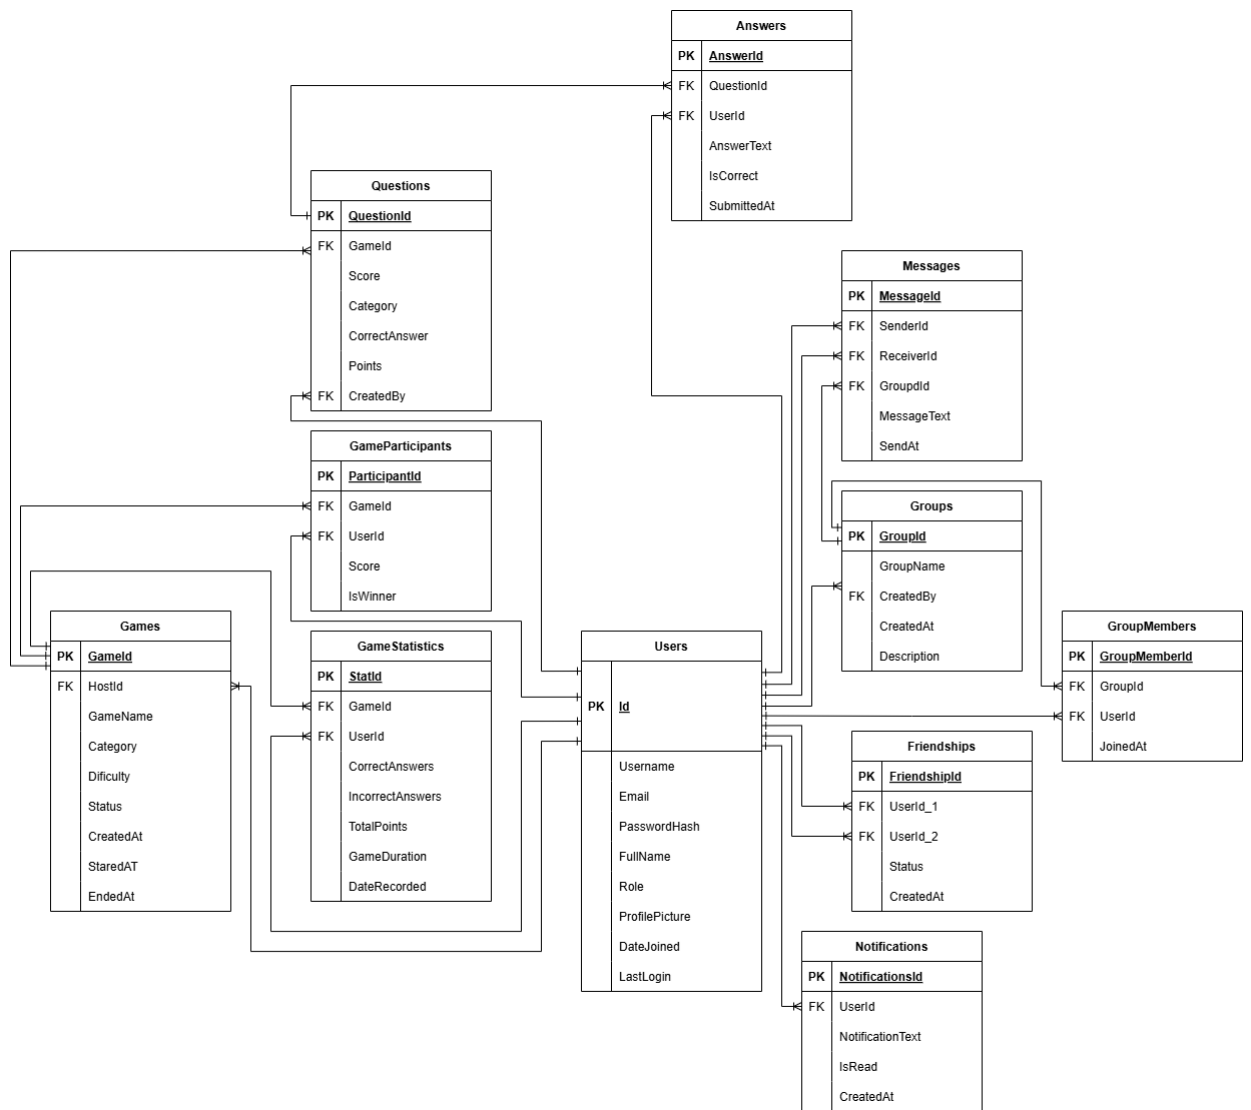 Answers
PK AnswerId
FK QuestionId
FK UserId
AnswerText
IsCorrect
SubmittedAt
Questions
PK QuestionId
FK GameId
Score
Category
CorrectAnswer
Points
FK CreatedBy
Messages
PK MessageId
FK SenderId
FK ReceiverId
FK GroupdId
MessageText
SendAt
GameParticipants
PK ParticipantId
FK GameId
FK UserId
Score
IsWinner
Groups
PK GroupId
GroupName
FK CreatedBy
CreatedAt
Description
Games
PK GameId
FK HostId
GameName
Category
Dificulty
Status
CreatedAt
StaredAT
EndedAt
GameStatistics
PK StatId
FK GameId
FK UserId
CorrectAnswers
IncorrectAnswers
TotalPoints
GameDuration
DateRecorded
Users
PK Id
Username
Email
PasswordHash
FullName
Role
ProfilePicture
DateJoined
LastLogin
GroupMembers
PK GroupMemberId
FK GroupId
FK UserId
JoinedAt
Friendships
PK FriendshipId
FK UserId_1
FK UserId_2
Status
CreatedAt
Notifications
PK NotificationsId
FK UserId
NotificationText
IsRead
CreatedAt